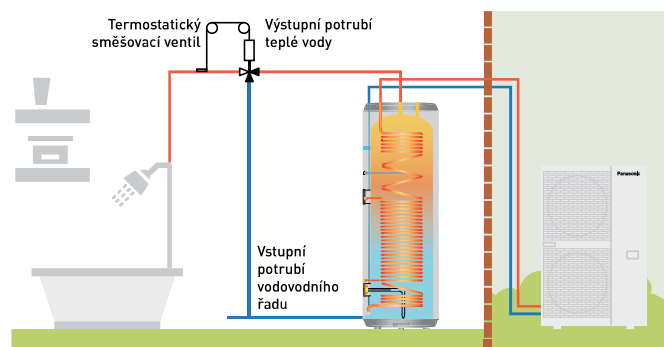 Termostatický
směšovací ventil
Výstupní potrubí
teplé vody
Panasonic
Vstupní
potrubí
vodovodního
řadu